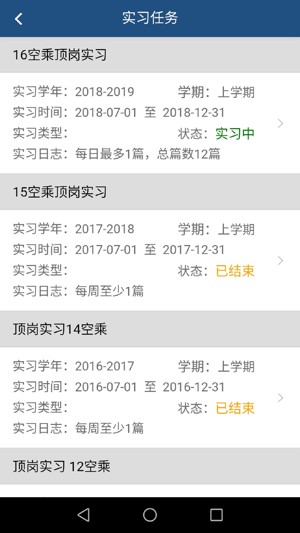 实习任务
16空乘顶岗实习
实习学年：2018-2019 学期：上学期
实习时间：2018-07-01 至 2018-12-31
实习类型： 状态：实习中
实习日志：每日最多1篇，总篇数12篇
15空乘顶岗实习
实习学年：2017-2018 学期：上学期
实习时间：2017-07-01 至 2017-12-31
实习类型： 状态：已结束
实习日志：每周至少1篇
顶岗实习14空乘
实习学年：2016-2017 学期：上学期
实习时间：2016-07-01 至 2016-12-31
实习类型： 状态：已结束
实习日志：每周至少1篇
顶岗实习 12空乘